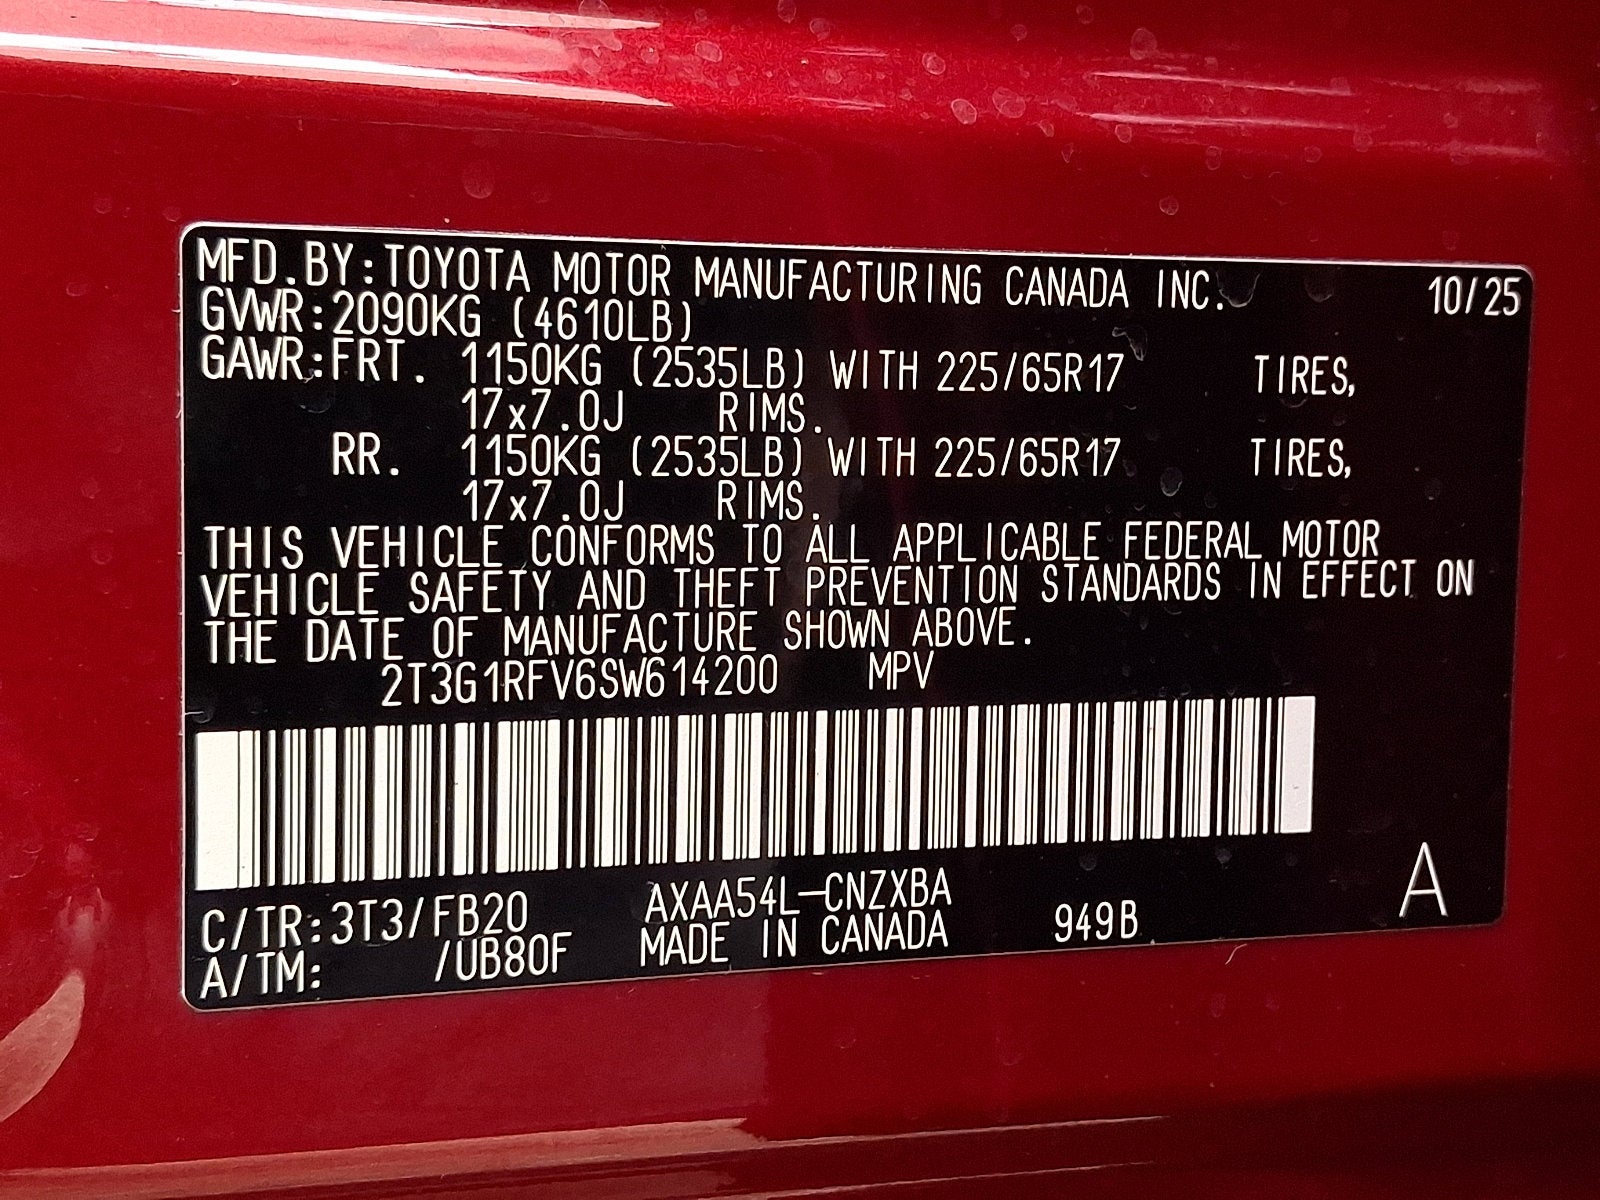 MFD.BY:TOYOTA MOTOR MANUFACTURING CANADA INC. 10/25
GVWR:2090KG (4610LB)
GAWR:FRT. 1150KG (2535LB) WITH 225/65R17 TIRES,
17x7.0J RIMS.
RR. 1150KG (2535LB) WITH 225/65R17 TIRES,
17x7.0J RIMS.
THIS VEHICLE CONFORMS TO ALL APPLICABLE FEDERAL MOTOR
VEHICLE SAFETY AND THEFT PREVENTION STANDARDS IN EFFECT ON
THE DATE OF MANUFACTURE SHOWN ABOVE.
2T3G1RFV6SW614200 MPV
C/TR:3T3/FB20 AXAA54L-CNZXBA
A/TM: /UB80F MADE IN CANADA 949B A